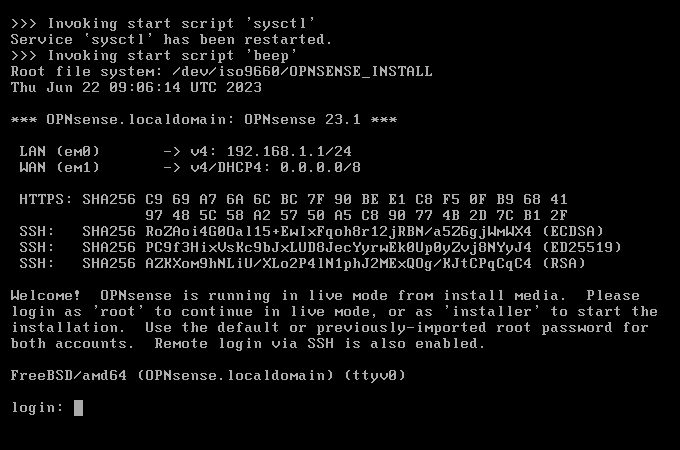 >>> Invoking start script 'sysctl'
Service 'sysctl' has been restarted.
>>> Invoking start script 'beep'
Root file system: /dev/iso9660/OPNSENSE_INSTALL
Thu Jun 22 09:06:14 UTC 2023
*** OPNsense.localdomain: OPNsense 23.1 ***
LAN (em0) -> v4: 192.168.1.1/24
WAN (em1) -> v4/DHCP4: 0.0.0.0/8
HTTPS: SHA256 C9 69 A7 6A 6C BC 7F 90 BE E1 C8 F5 0F B9 68 41
97 48 5C 58 A2 57 50 A5 C8 90 77 4B 2D 7C B1 2F
SSH: SHA256 RoZAoi4G0Oal15+EwIxFqoh8r12jRBN/a5Z6gjWmWX4 (ECDSA)
SSH: SHA256 PC9f3HixVsKc9bJxLUD8JecYyrwEk0Up0yZvj8NYyJ4 (ED25519)
SSH: SHA256 AZKXom9hNLiU/XLo2P4lN1phJ2MExQOg/KJtCPqCqC4 (RSA)
Welcome!  OPNsense is running in live mode from install media.  Please
login as 'root' to continue in live mode, or as 'installer' to start the
installation.  Use the default or previously-imported root password for
both accounts.  Remote login via SSH is also enabled.
FreeBSD/amd64 (OPNsense.localdomain) (ttyv0)
login: